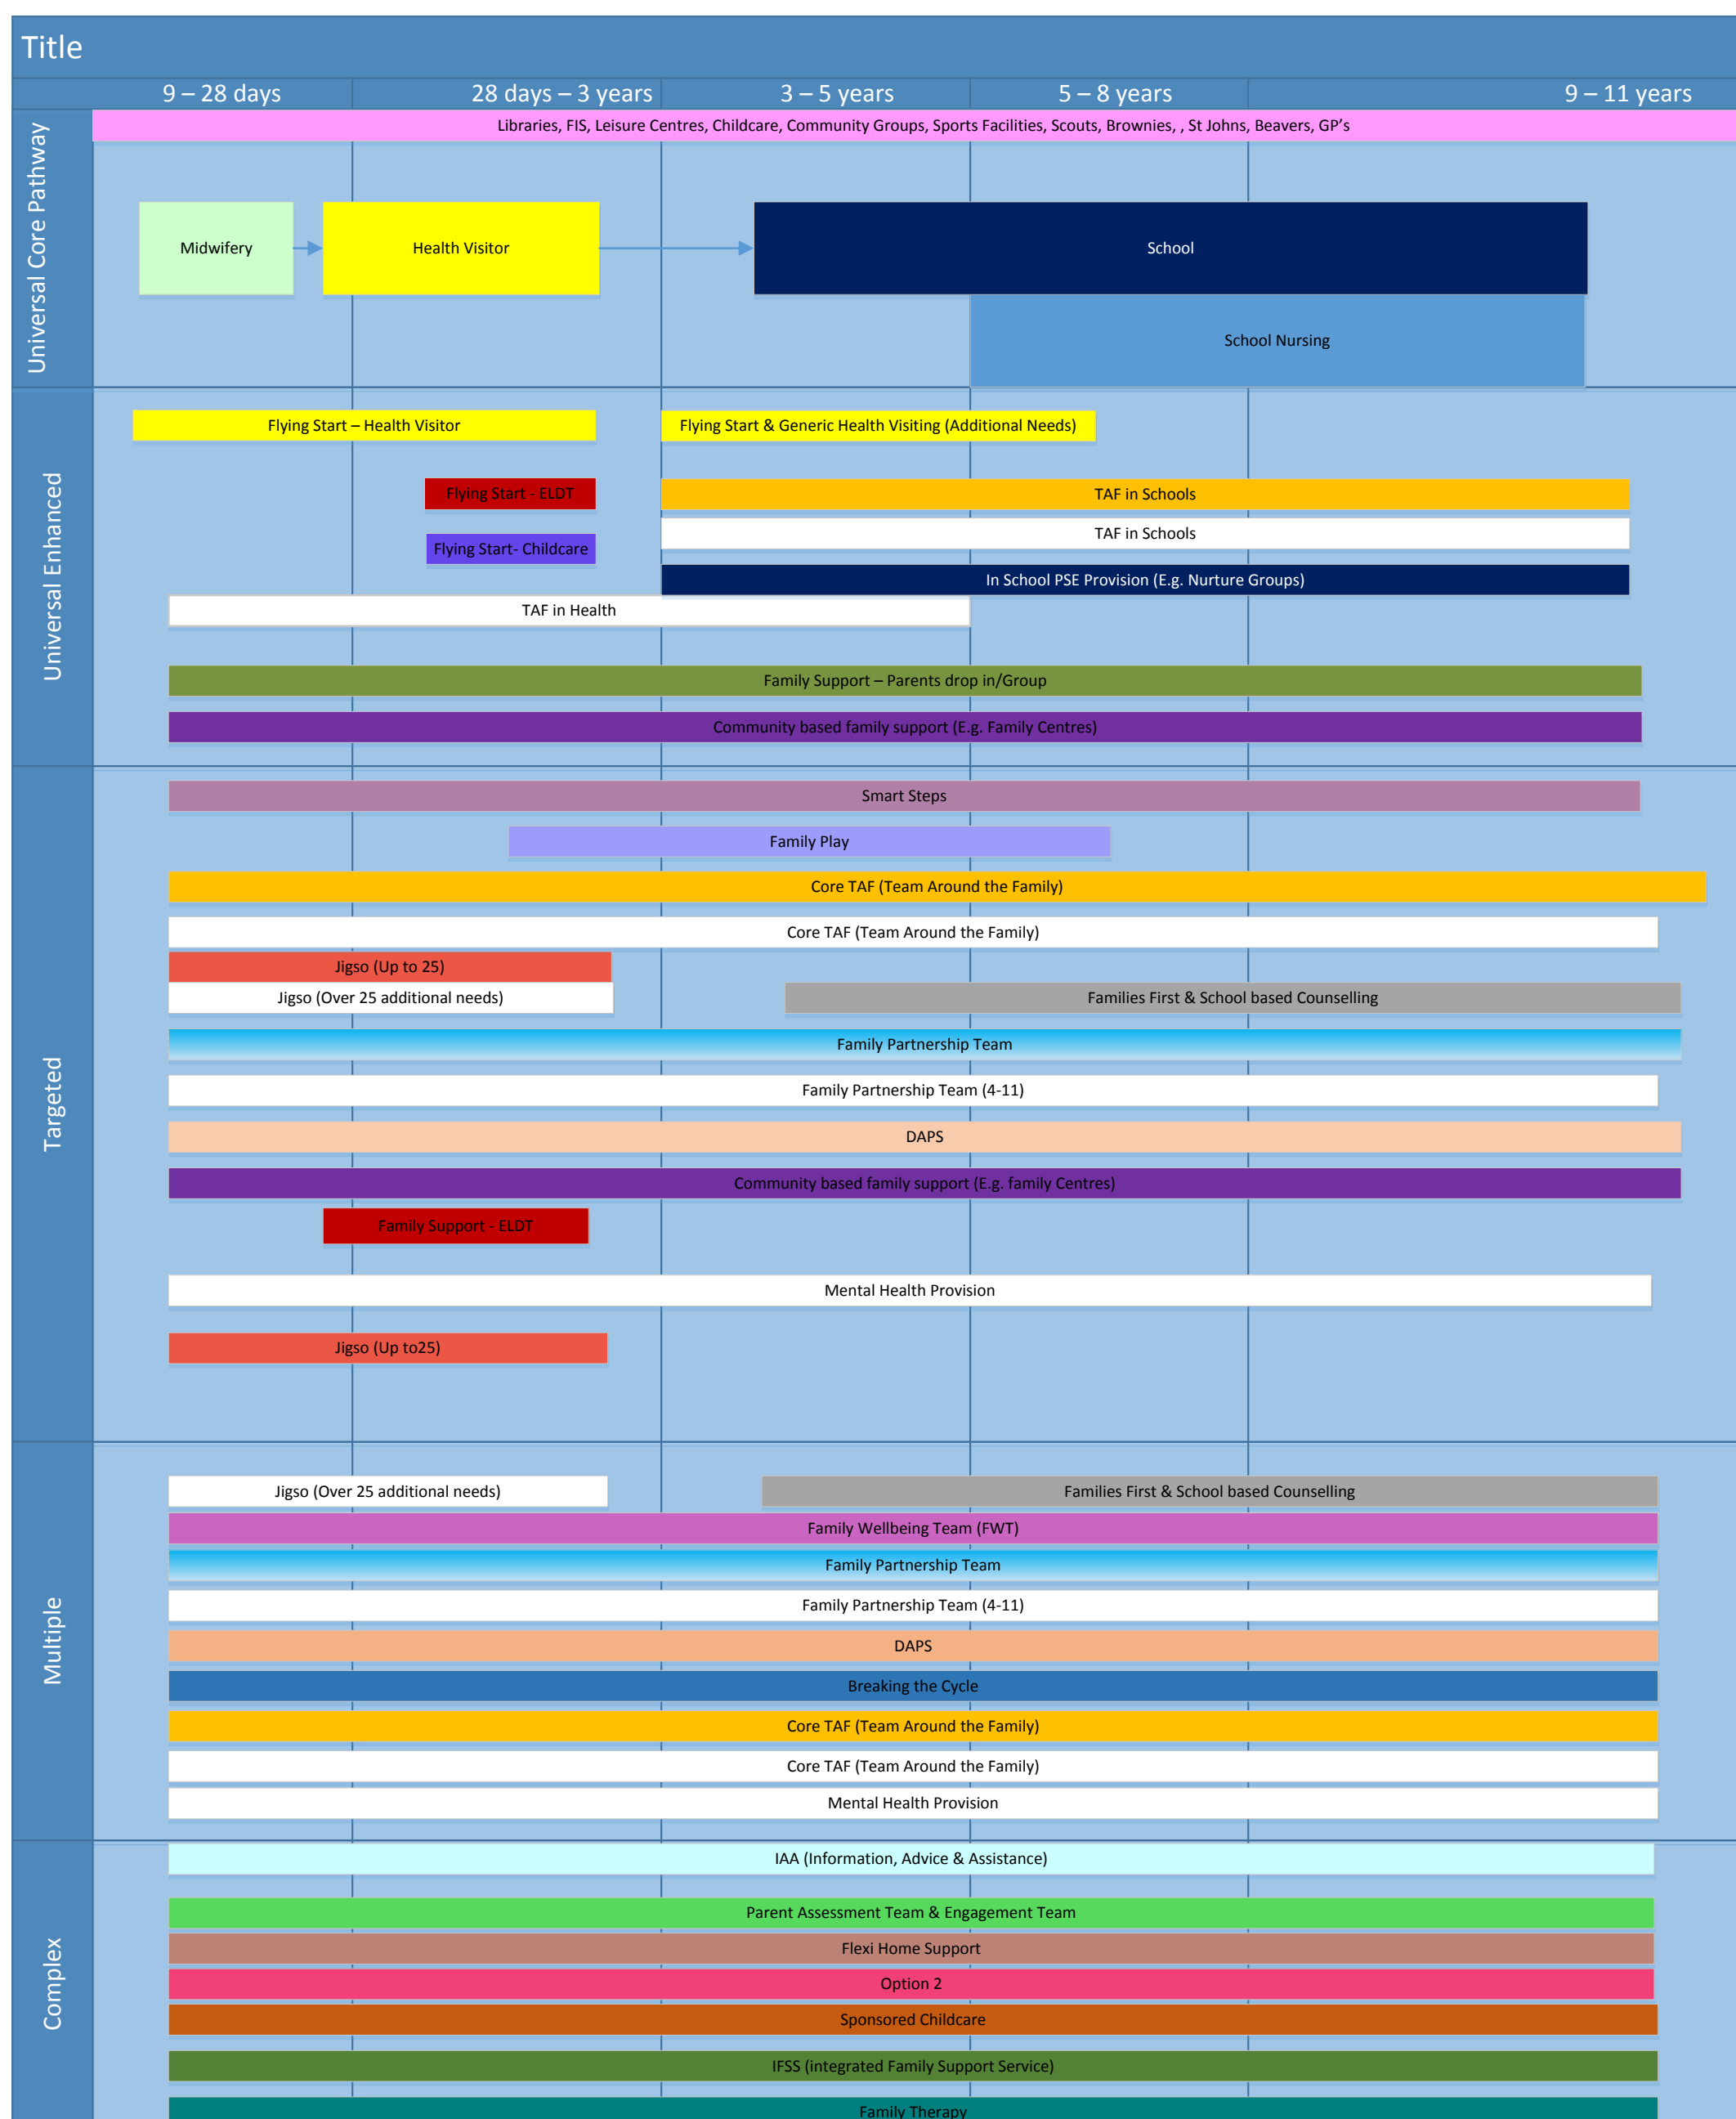 Title
9 – 28 days
28 days – 3 years
3 – 5 years
5 – 8 years
9 – 11 years
Universal Core Pathway
Libraries, FIS, Leisure Centres, Childcare, Community Groups, Sports Facilities, Scouts, Brownies, , St Johns, Beavers, GP's
Midwifery
Health Visitor
School
School Nursing
Universal Enhanced
Flying Start – Health Visitor
Flying Start & Generic Health Visiting (Additional Needs)
Flying Start - ELDT
TAF in Schools
TAF in Schools
Flying Start- Childcare
In School PSE Provision (E.g. Nurture Groups)
TAF in Health
Family Support – Parents drop in/Group
Community based family support (E.g. Family Centres)
Targeted
Smart Steps
Family Play
Core TAF (Team Around the Family)
Core TAF (Team Around the Family)
Jigso (Up to 25)
Jigso (Over 25 additional needs)
Families First & School based Counselling
Family Partnership Team
Family Partnership Team (4-11)
DAPS
Community based family support (E.g. family Centres)
Family Support - ELDT
Mental Health Provision
Jigso (Up to25)
Multiple
Jigso (Over 25 additional needs)
Families First & School based Counselling
Family Wellbeing Team (FWT)
Family Partnership Team
Family Partnership Team (4-11)
DAPS
Breaking the Cycle
Core TAF (Team Around the Family)
Core TAF (Team Around the Family)
Mental Health Provision
Complex
IAA (Information, Advice & Assistance)
Parent Assessment Team & Engagement Team
Flexi Home Support
Option 2
Sponsored Childcare
IFSS (integrated Family Support Service)
Family Therapy